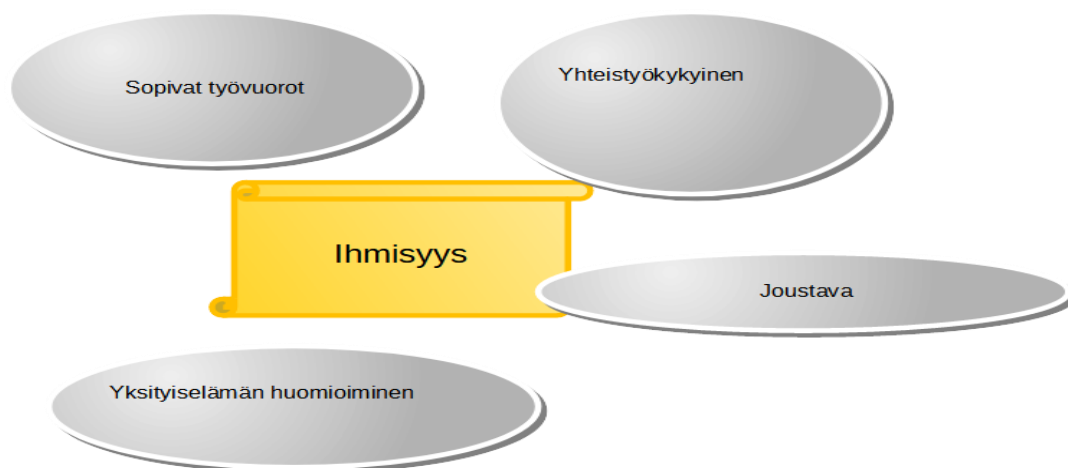 Sopivat työvuorot
Yhteistyökykyinen
Ihmisyys
Joustava
Yksityiselämän huomioiminen